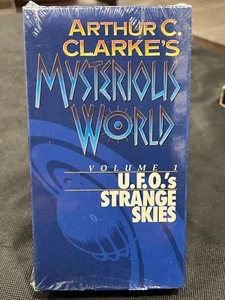 ARTHUR C.
CLARKE'S
MYSTERIOUS
WORLD
VOLUME 1
U.F.O.'s
STRANGE
SKIES